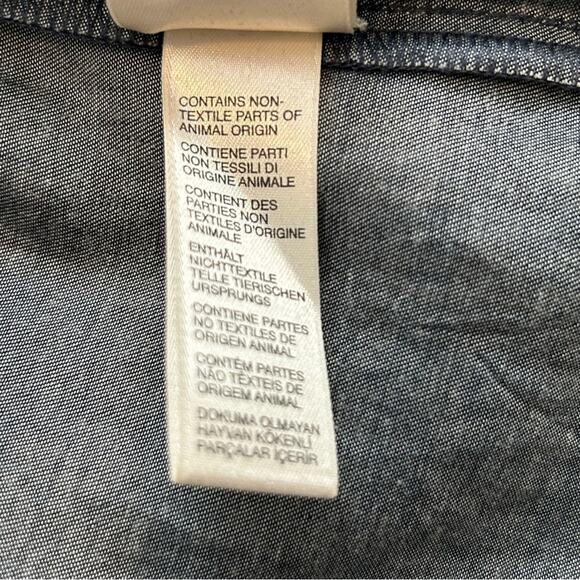 CONTAINS NON-
TEXTILE PARTS OF
ANIMAL ORIGIN
CONTIENE PARTI
NON TESSILI DI
ORIGINE ANIMALE
CONTIENT DES
PARTIES NON
TEXTILES D'ORIGINE
ANIMALE
ENTHÄLT
NICHTTEXTILE
TELLE TIERISCHEN
URSPRUNGS
CONTIENE PARTES
NO TEXTILES DE
ORIGEN ANIMAL
CONTÉM PARTES
NÃO TÊXTEIS DE
ORIGEM ANIMAL
DOKUMA OLMAYAN
HAYVAN KÖKENLİ
PARÇALAR İÇERİR